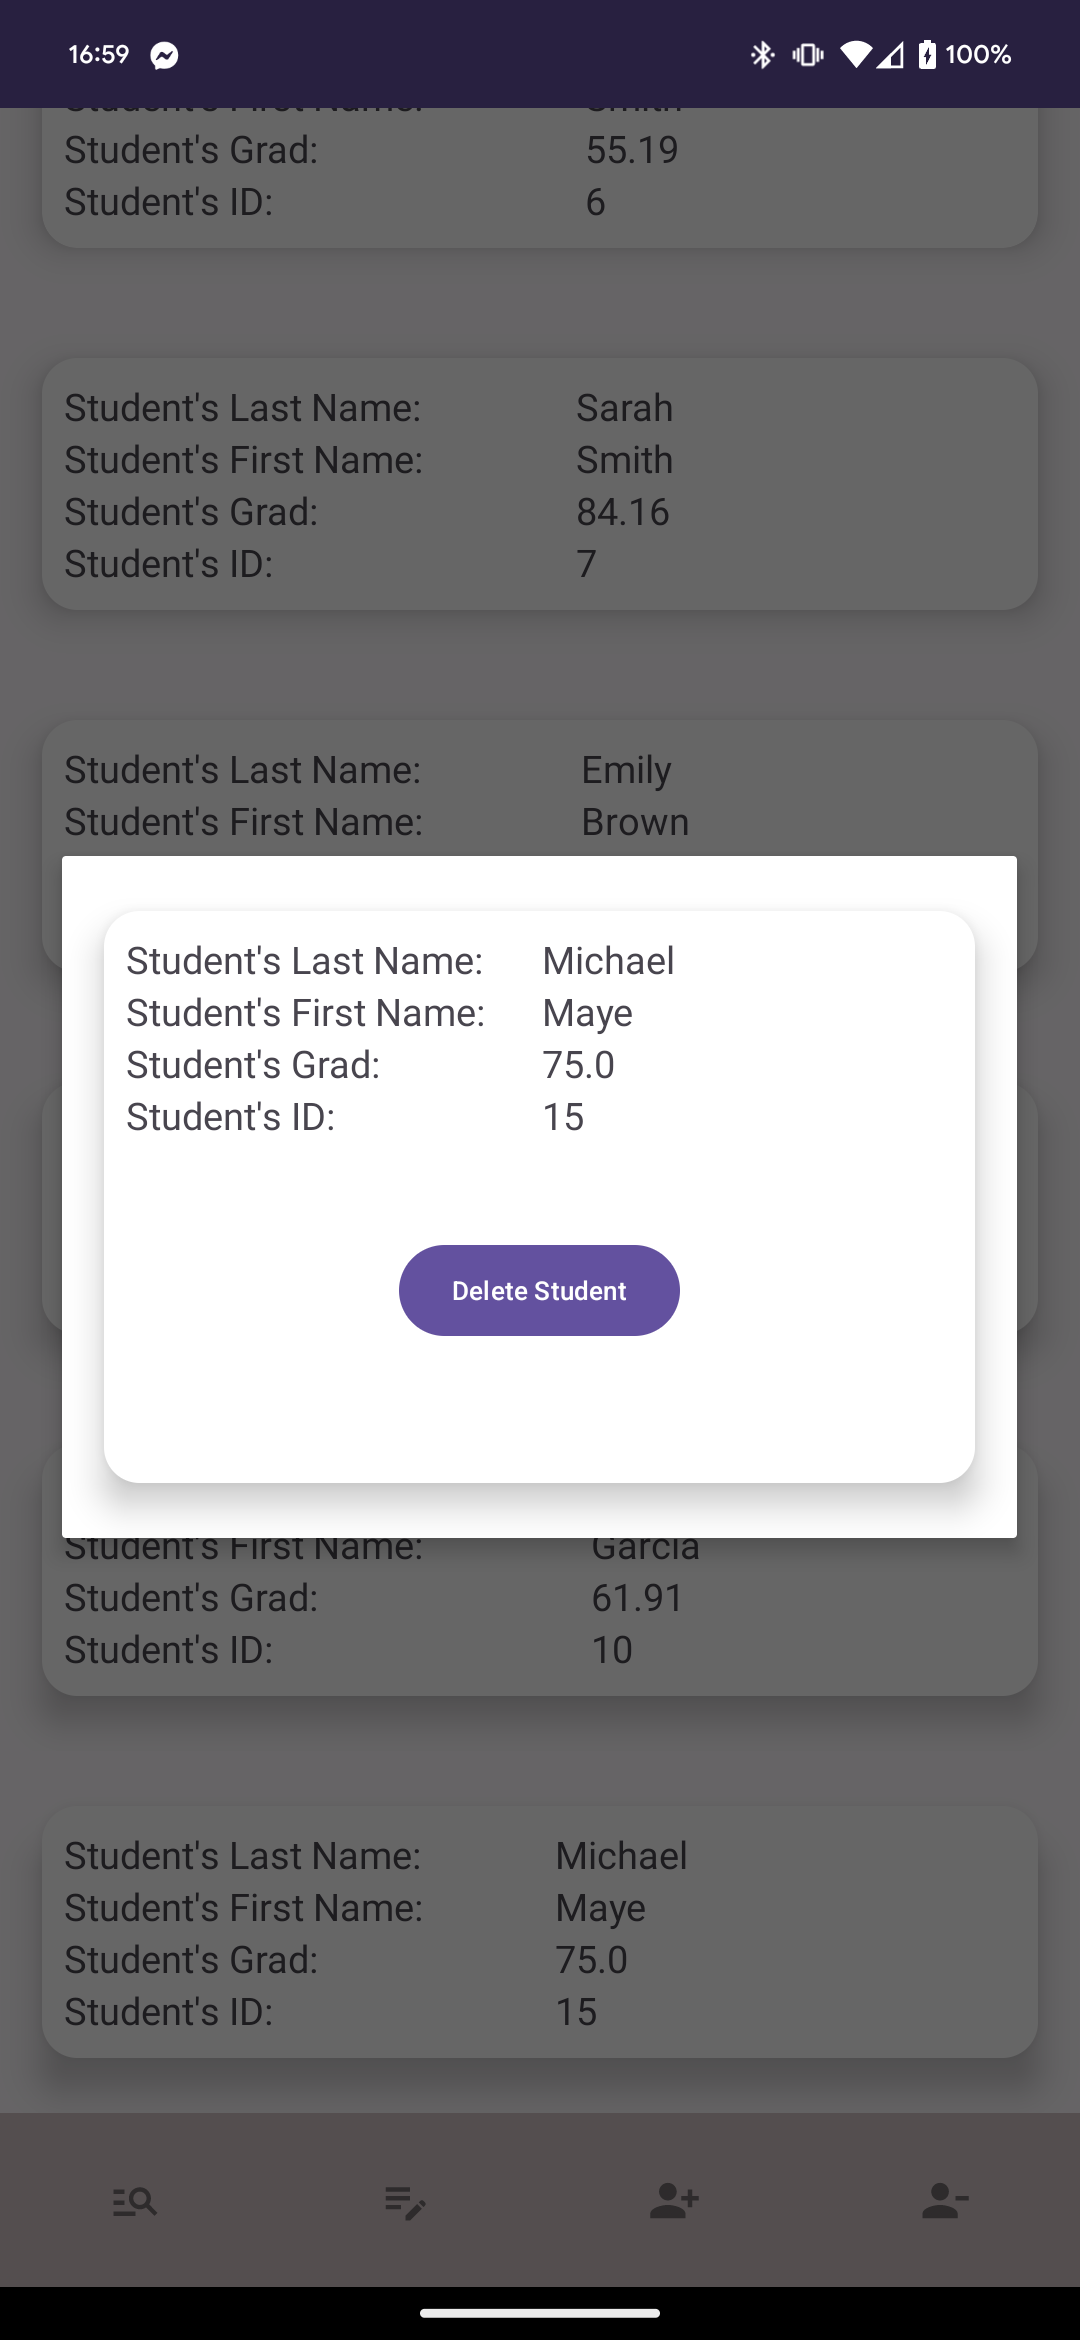 16:59 100%
Student's First Name: Smith
Student's Grad: 55.19
Student's ID: 6
Student's Last Name: Sarah
Student's First Name: Smith
Student's Grad: 84.16
Student's ID: 7
Student's Last Name: Emily
Student's First Name: Brown
Student's Last Name: Michael
Student's First Name: Maye
Student's Grad: 75.0
Student's ID: 15
Delete Student
Student's First Name: Garcia
Student's Grad: 61.91
Student's ID: 10
Student's Last Name: Michael
Student's First Name: Maye
Student's Grad: 75.0
Student's ID: 15